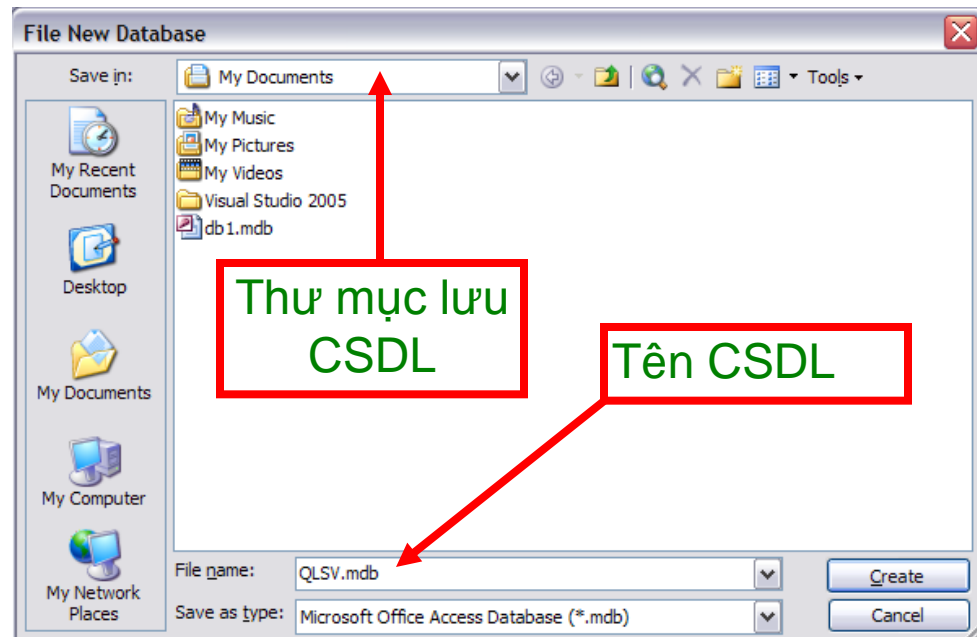 File New Database
Save in:
My Documents
Tools
My Recent
Documents
Desktop
My Documents
My Computer
My Network
Places
My Music
My Pictures
My Videos
Visual Studio 2005
db1.mdb
Thư mục lưu
CSDL
Tên CSDL
File name:
QLSV.mdb
Create
Save as type:
Microsoft Office Access Database (*.mdb)
Cancel